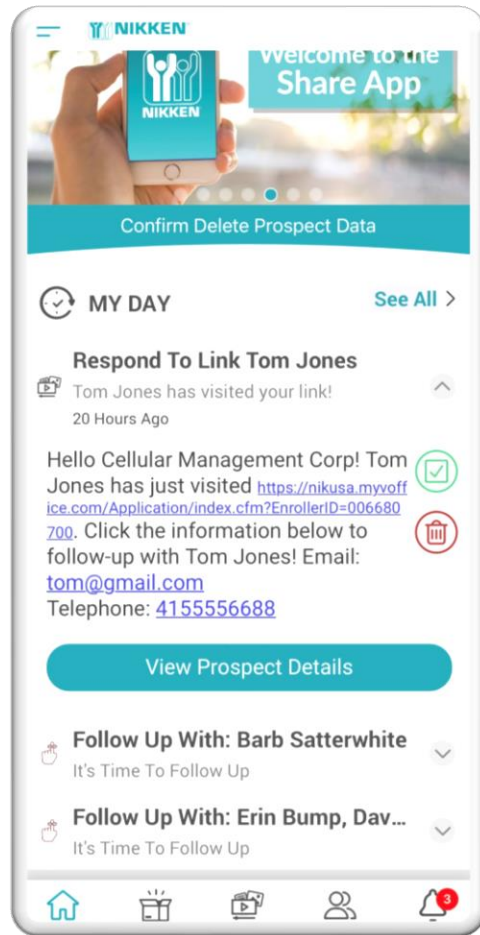 NIKKEN
Welcome to the
Share App
NIKKEN
Confirm Delete Prospect Data
MY DAY
See All >
Respond To Link Tom Jones
Tom Jones has visited your link!
20 Hours Ago
Hello Cellular Management Corp! Tom
Jones has just visited https://nikusa.myvoff
ice.com/Application/index.cfm?EnrollerID=006680
700. Click the information below to
follow-up with Tom Jones! Email:
tom@gmail.com
Telephone: 4155556688
View Prospect Details
Follow Up With: Barb Satterwhite
It's Time To Follow Up
Follow Up With: Erin Bump, Dav...
It's Time To Follow Up
3